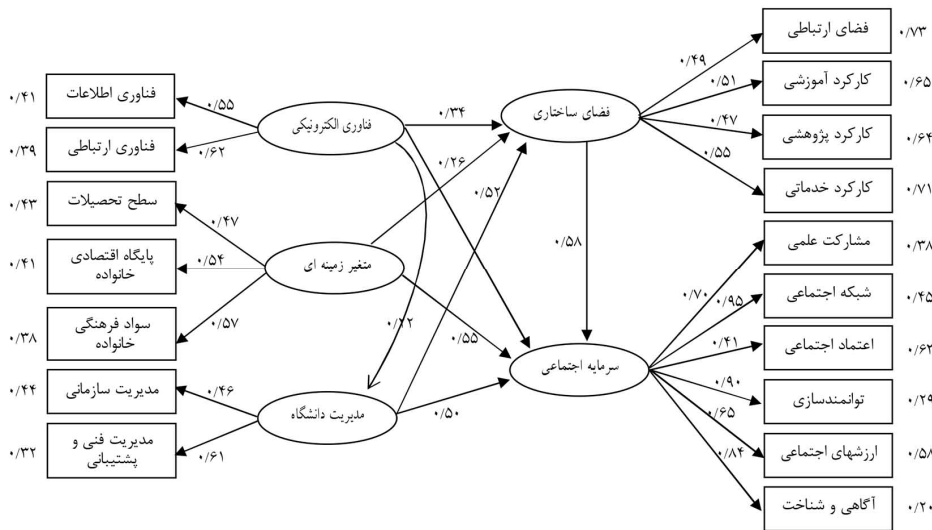 فضای ارتباطی
۰/۷۳
۰/۴۹
کارکرد آموزشی
۰/۶۵
۰/۵۱
کارکرد پژوهشی
۰/۶۴
۰/۴۷
کارکرد خدماتی
۰/۷۱
۰/۵۵
فضای ساختاری
۰/۳۴
۰/۲۶
۰/۵۲
۰/۵۸
فناوری الکترونیکی
۰/۵۵
فناوری اطلاعات
۰/۴۱
۰/۶۲
فناوری ارتباطی
۰/۳۹
متغیر زمینه ای
۰/۴۷
سطح تحصیلات
۰/۴۳
۰/۵۴
پایگاه اقتصادی
خانواده
۰/۴۱
۰/۵۷
سواد فرهنگی
خانواده
۰/۳۸
۰/۲۲
۰/۵۵
مدیریت دانشگاه
۰/۴۶
مدیریت سازمانی
۰/۴۴
۰/۶۱
مدیریت فنی و
پشتیبانی
۰/۳۲
۰/۵۰
سرمایه اجتماعی
مشارکت علمی
۰/۳۸
۰/۷۰
شبکه اجتماعی
۰/۴۵
۰/۹۵
اعتماد اجتماعی
۰/۶۲
۰/۴۱
توانمندسازی
۰/۲۹
۰/۹۰
ارزشهای اجتماعی
۰/۵۸
۰/۶۵
آگاهی و شناخت
۰/۲۰
۰/۸۴